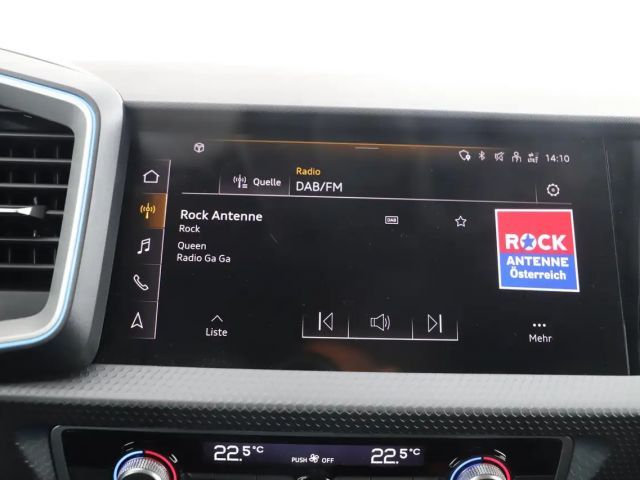 14:10
Radio
Quelle DAB/FM
Rock Antenne
Rock
DAB
Queen
Radio Ga Ga
ROCK
ANTENNE
Österreich
Liste
Mehr
22.5°C 22.5°C
PUSH OFF